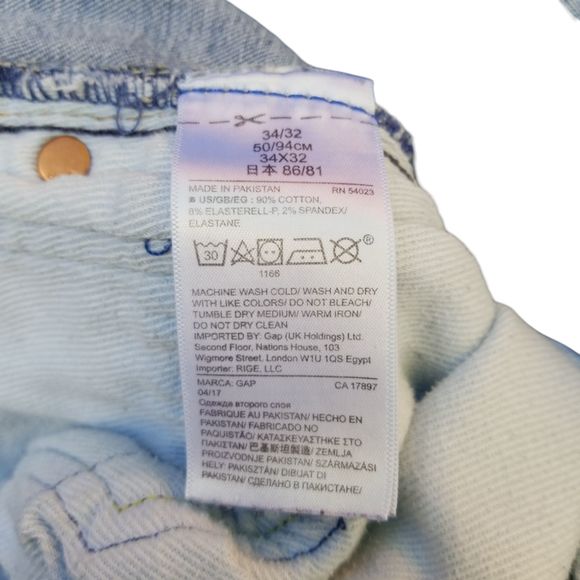 34/32
50/94CM
34X32
日本 86/81
MADE IN PAKISTAN RN 54023
US/GB/EG : 90% COTTON,
8% ELASTERELL-P, 2% SPANDEX/
ELASTANE
30
®
1166
MACHINE WASH COLD/ WASH AND DRY
WITH LIKE COLORS/ DO NOT BLEACH/
TUMBLE DRY MEDIUM/ WARM IRON/
DO NOT DRY CLEAN
IMPORTED BY: Gap (UK Holdings) Ltd.
Second Floor, Nations House, 103
Wigmore Street, London W1U 1QS Egypt
Importer: RIGE, LLC
MARCA: GAP CA 17897
04/17
Одежда второго слоя
FABRIQUE AU PAKISTAN/ HECHO EN
PAKISTAN/ FABRICADO NO
PAQUISTÃO/ ΚΑΤΑΣΚΕΥΑΣΤΗΚΕ ΣΤΟ
ΠΑΚΙΣΤΑΝ/ 巴基斯坦製造/ ZEMLJA
PROIZVODNJE PAKISTAN/ SZÁRMAZÁSI
HELY: PAKISZTÁN/ DIBUAT DI
PAKISTAN/ СДЕЛАНО В ПАКИСТАНЕ/